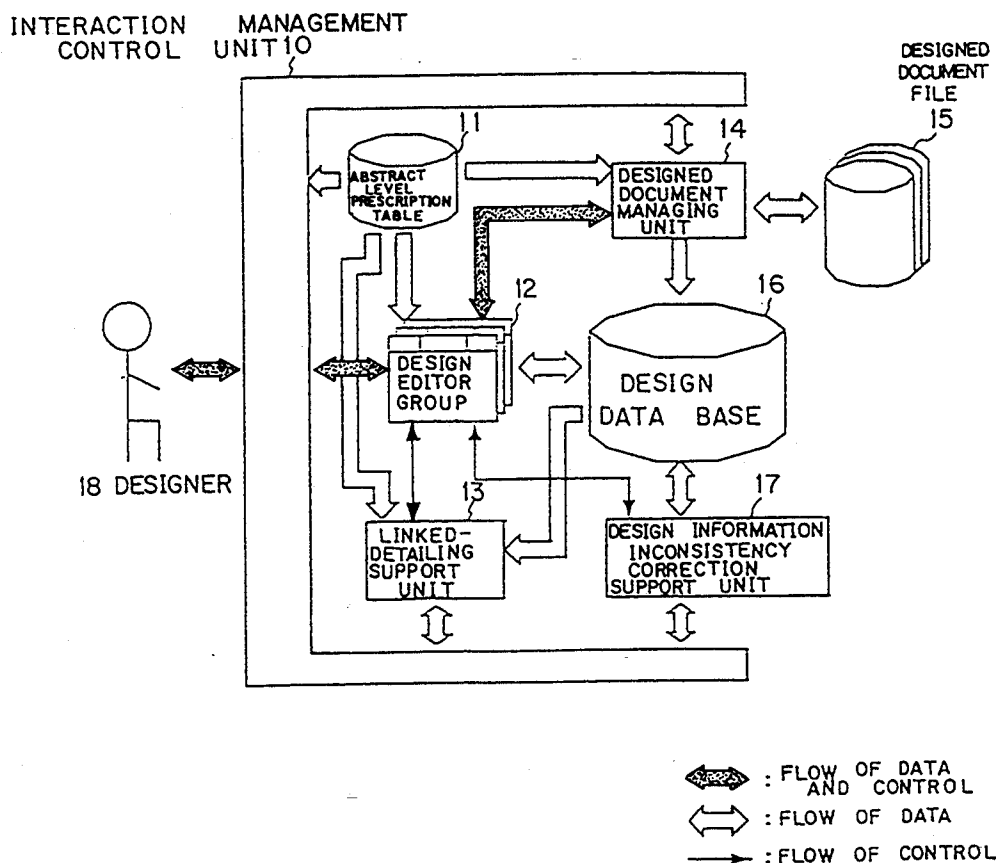 INTERACTION MANAGEMENT
CONTROL UNIT 10
DESIGNED
DOCUMENT
FILE
15
11
ABSTRACT
LEVEL
PRESCRIPTION
TABLE
14
DESIGNED
DOCUMENT
MANAGING
UNIT
12
DESIGN
EDITOR
GROUP
16
DESIGN
DATA BASE
18 DESIGNER
13
LINKED-
DETAILING
SUPPORT
UNIT
17
DESIGN INFORMATION
INCONSISTENCY
CORRECTION
SUPPORT UNIT
: FLOW OF DATA
AND CONTROL
: FLOW OF DATA
: FLOW OF CONTROL